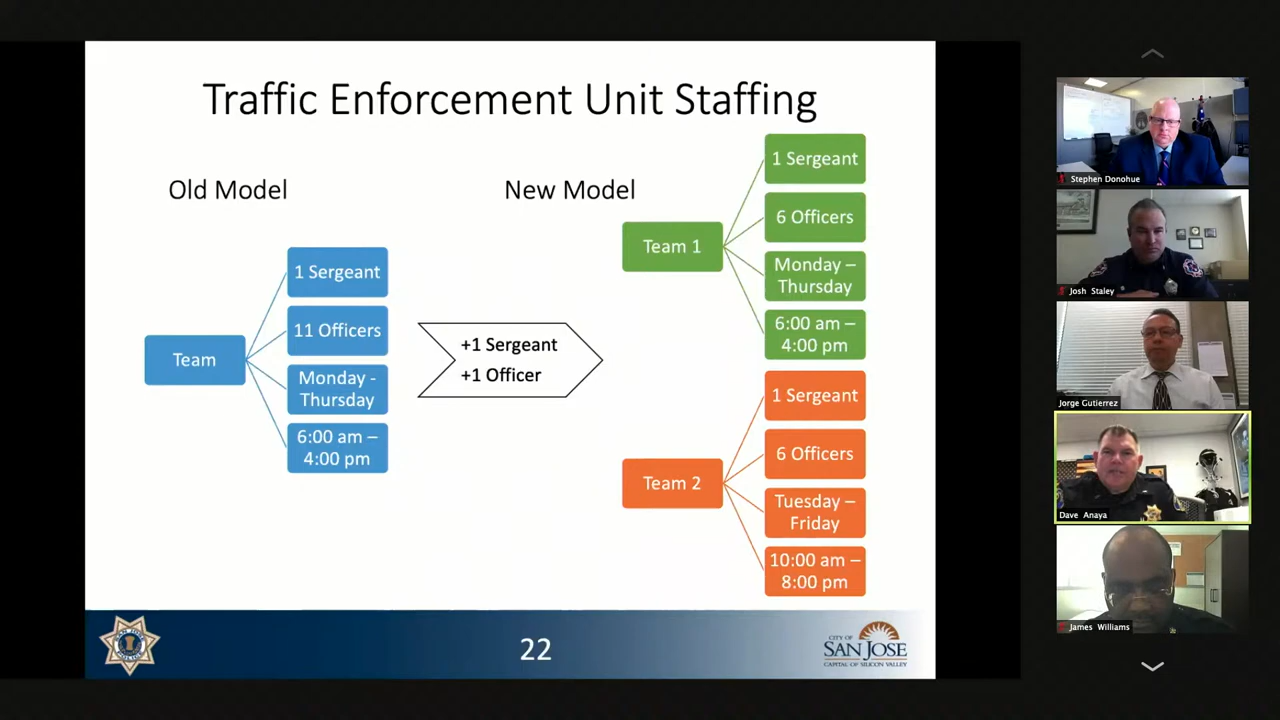 Traffic Enforcement Unit Staffing
Old Model
Team
1 Sergeant
11 Officers
Monday -
Thursday
6:00 am –
4:00 pm
+1 Sergeant
+1 Officer
New Model
Team 1
1 Sergeant
6 Officers
Monday –
Thursday
6:00 am –
4:00 pm
Team 2
1 Sergeant
6 Officers
Tuesday –
Friday
10:00 am –
8:00 pm
22
CITY OF
SAN JOSE
CAPITAL OF SILICON VALLEY
Stephen Donohue
Josh Staley
Jorge Gutierrez
Dave Anaya
James Williams